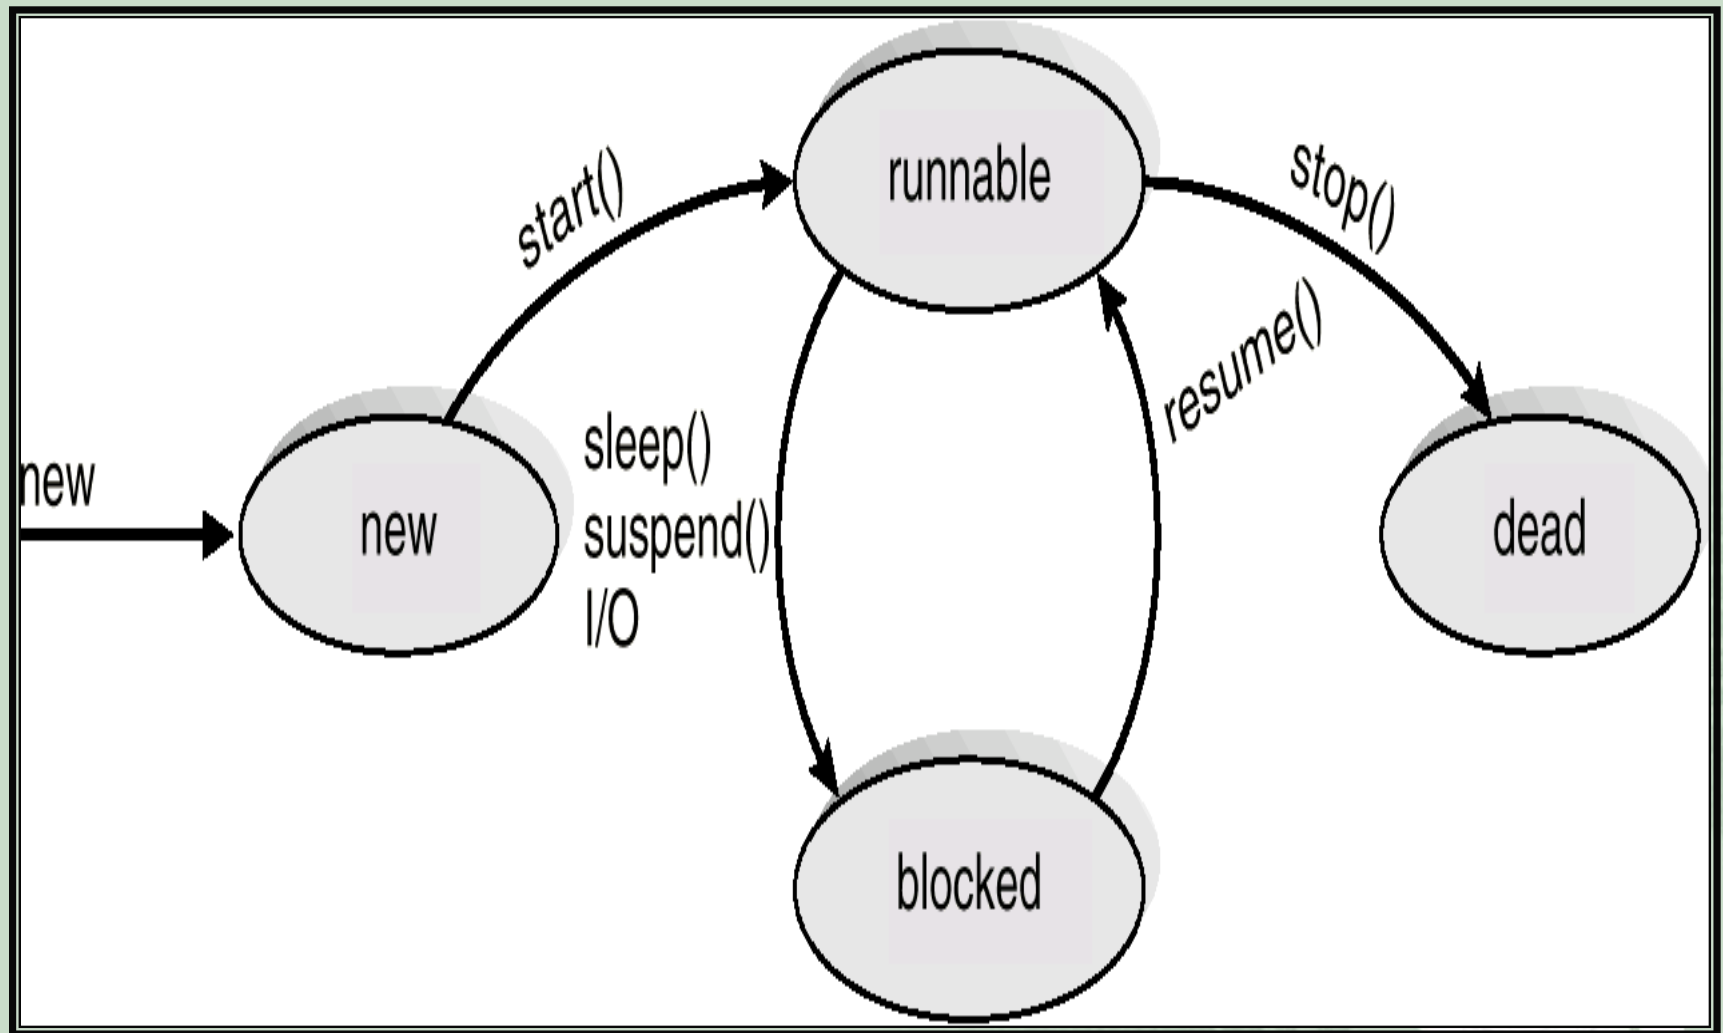 runnable
start()
stop()
resume()
sleep()
suspend()
I/O
new
new
dead
blocked